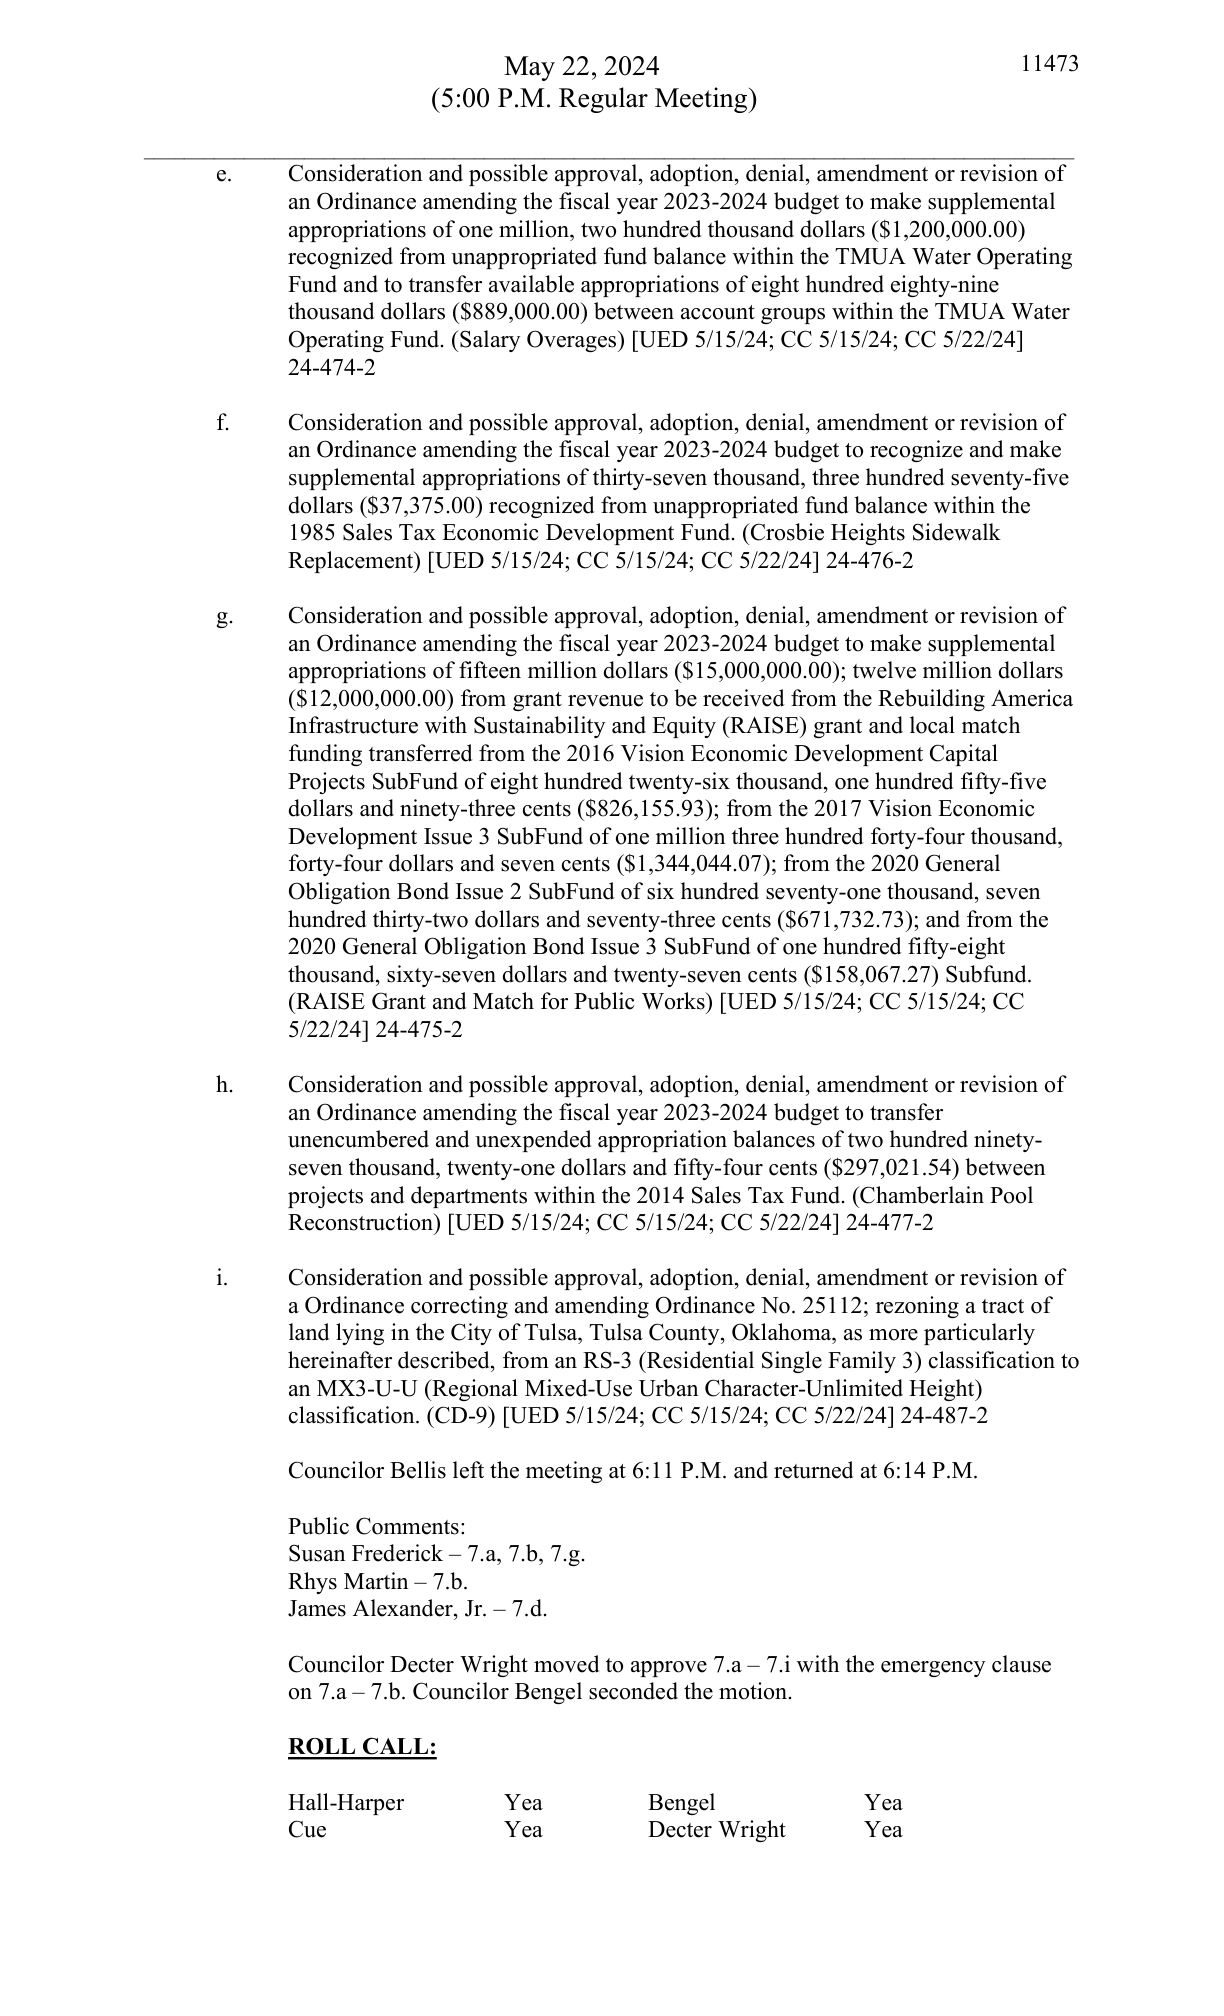 May 22, 2024
11473
(5:00 P.M. Regular Meeting)
e. Consideration and possible approval, adoption, denial, amendment or revision of
an Ordinance amending the fiscal year 2023-2024 budget to make supplemental
appropriations of one million, two hundred thousand dollars ($1,200,000.00)
recognized from unappropriated fund balance within the TMUA Water Operating
Fund and to transfer available appropriations of eight hundred eighty-nine
thousand dollars ($889,000.00) between account groups within the TMUA Water
Operating Fund. (Salary Overages) [UED 5/15/24; CC 5/15/24; CC 5/22/24]
24-474-2
f. Consideration and possible approval, adoption, denial, amendment or revision of
an Ordinance amending the fiscal year 2023-2024 budget to recognize and make
supplemental appropriations of thirty-seven thousand, three hundred seventy-five
dollars ($37,375.00) recognized from unappropriated fund balance within the
1985 Sales Tax Economic Development Fund. (Crosbie Heights Sidewalk
Replacement) [UED 5/15/24; CC 5/15/24; CC 5/22/24] 24-476-2
g. Consideration and possible approval, adoption, denial, amendment or revision of
an Ordinance amending the fiscal year 2023-2024 budget to make supplemental
appropriations of fifteen million dollars ($15,000,000.00); twelve million dollars
($12,000,000.00) from grant revenue to be received from the Rebuilding America
Infrastructure with Sustainability and Equity (RAISE) grant and local match
funding transferred from the 2016 Vision Economic Development Capital
Projects SubFund of eight hundred twenty-six thousand, one hundred fifty-five
dollars and ninety-three cents ($826,155.93); from the 2017 Vision Economic
Development Issue 3 SubFund of one million three hundred forty-four thousand,
forty-four dollars and seven cents ($1,344,044.07); from the 2020 General
Obligation Bond Issue 2 SubFund of six hundred seventy-one thousand, seven
hundred thirty-two dollars and seventy-three cents ($671,732.73); and from the
2020 General Obligation Bond Issue 3 SubFund of one hundred fifty-eight
thousand, sixty-seven dollars and twenty-seven cents ($158,067.27) Subfund.
(RAISE Grant and Match for Public Works) [UED 5/15/24; CC 5/15/24; CC
5/22/24] 24-475-2
h. Consideration and possible approval, adoption, denial, amendment or revision of
an Ordinance amending the fiscal year 2023-2024 budget to transfer
unencumbered and unexpended appropriation balances of two hundred ninety-
seven thousand, twenty-one dollars and fifty-four cents ($297,021.54) between
projects and departments within the 2014 Sales Tax Fund. (Chamberlain Pool
Reconstruction) [UED 5/15/24; CC 5/15/24; CC 5/22/24] 24-477-2
i. Consideration and possible approval, adoption, denial, amendment or revision of
a Ordinance correcting and amending Ordinance No. 25112; rezoning a tract of
land lying in the City of Tulsa, Tulsa County, Oklahoma, as more particularly
hereinafter described, from an RS-3 (Residential Single Family 3) classification to
an MX3-U-U (Regional Mixed-Use Urban Character-Unlimited Height)
classification. (CD-9) [UED 5/15/24; CC 5/15/24; CC 5/22/24] 24-487-2
Councilor Bellis left the meeting at 6:11 P.M. and returned at 6:14 P.M.
Public Comments:
Susan Frederick – 7.a, 7.b, 7.g.
Rhys Martin – 7.b.
James Alexander, Jr. – 7.d.
Councilor Decter Wright moved to approve 7.a – 7.i with the emergency clause
on 7.a – 7.b. Councilor Bengel seconded the motion.
ROLL CALL:
Hall-Harper Yea Bengel Yea
Cue Yea Decter Wright Yea